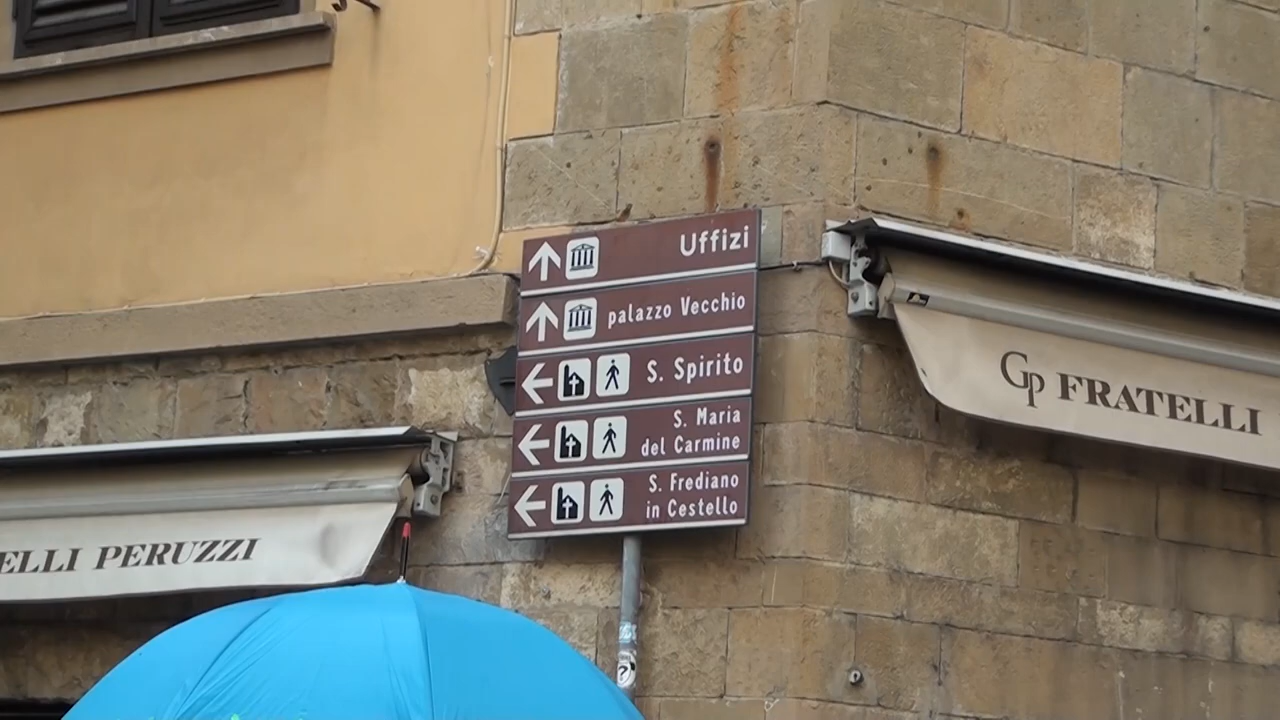 Uffizi
palazzo Vecchio
S. Spirito
S. Maria
del Carmine
S. Frediano
in Cestello
GP FRATELLI
ELLI PERUZZI